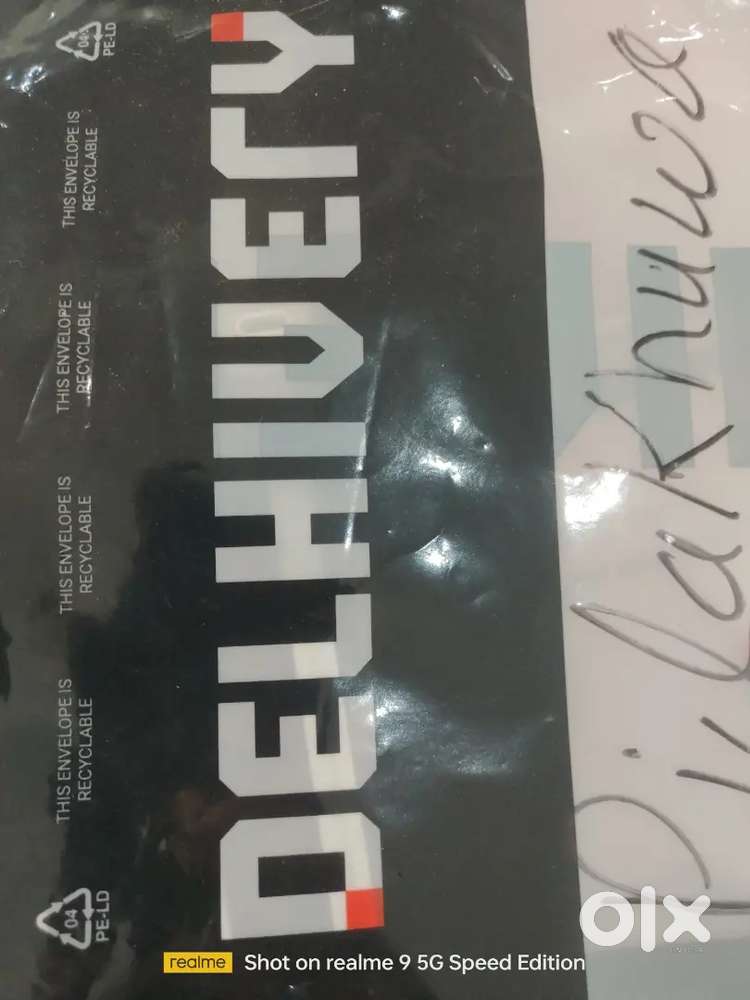 04
PE-LD
THIS ENVELOPE IS
RECYCLABLE
THIS ENVELOPE IS
RECYCLABLE
THIS ENVELOPE IS
RECYCLABLE
THIS ENVELOPE IS
RECYCLABLE
04
PE-LD
DELHIVERY
Pilakhuwa
olx
realme Shot on realme 9 5G Speed Edition